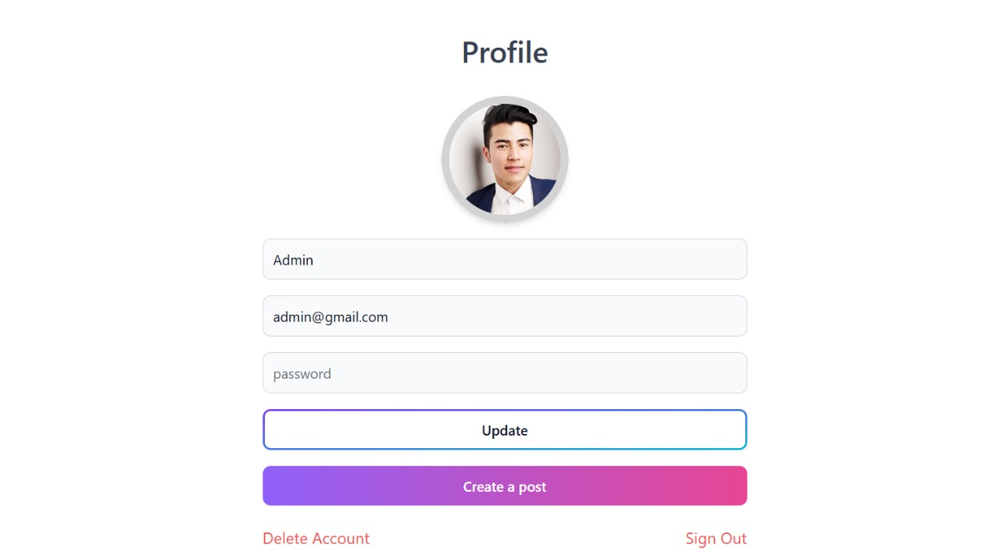 Profile
Admin
admin@gmail.com
password
Update
Create a post
Delete Account
Sign Out